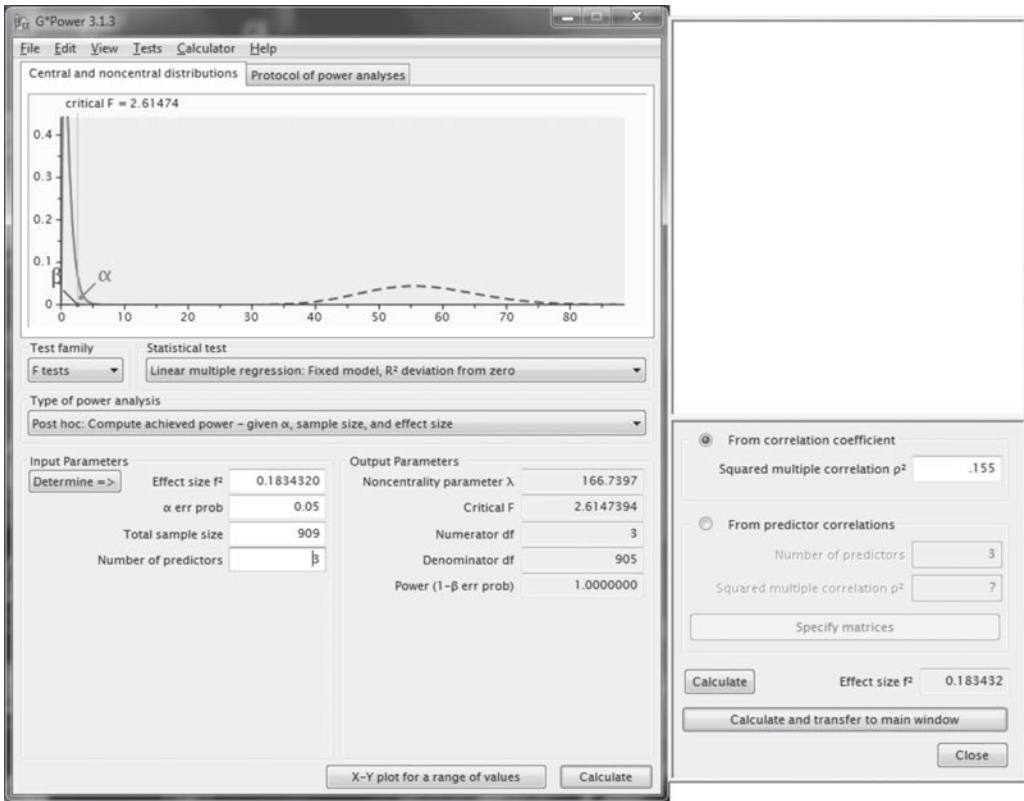 G*Power 3.1.3
File Edit View Tests Calculator Help
Central and noncentral distributions Protocol of power analyses
critical F = 2.61474
0.4
0.3
0.2
0.1
0
β α
0 10 20 30 40 50 60 70 80
Test family Statistical test
F tests Linear multiple regression: Fixed model, R² deviation from zero
Type of power analysis
Post hoc: Compute achieved power – given α, sample size, and effect size
Input Parameters Output Parameters
Determine => Effect size f² 0.1834320 Noncentrality parameter λ 166.7397
α err prob 0.05 Critical F 2.6147394
Total sample size 909 Numerator df 3
Number of predictors 3 Denominator df 905
Power (1-β err prob) 1.0000000
X-Y plot for a range of values Calculate
From correlation coefficient
Squared multiple correlation ρ² .155
From predictor correlations
Number of predictors 3
Squared multiple correlation ρ² ?
Specify matrices
Calculate Effect size f² 0.183432
Calculate and transfer to main window
Close